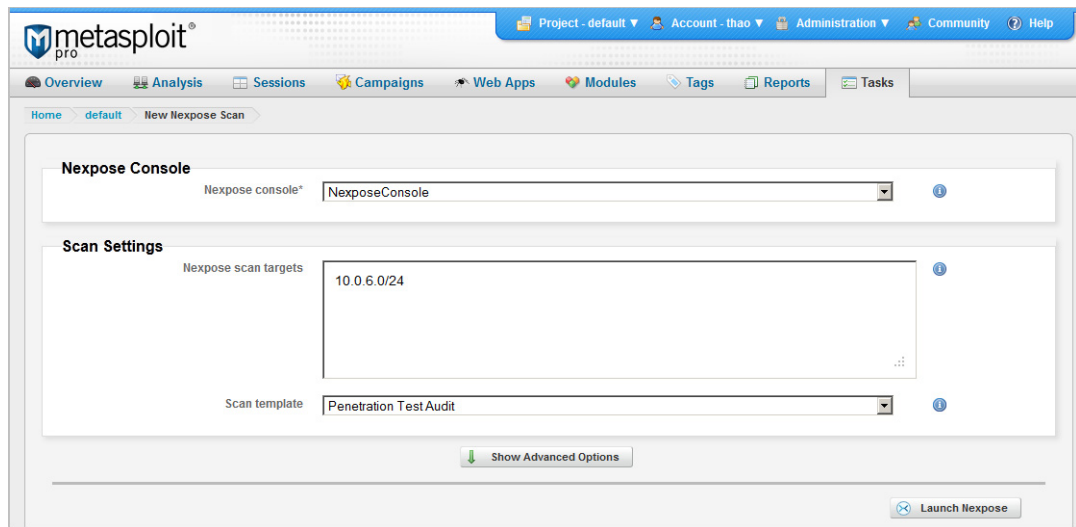 Project - default ▼ Account - thao ▼ Administration ▼ Community Help
metasploit®
pro
Overview Analysis Sessions Campaigns Web Apps Modules Tags Reports Tasks
Home default New Nexpose Scan
Nexpose Console
Nexpose console* NexposeConsole
Scan Settings
Nexpose scan targets
10.0.6.0/24
Scan template Penetration Test Audit
Show Advanced Options
Launch Nexpose